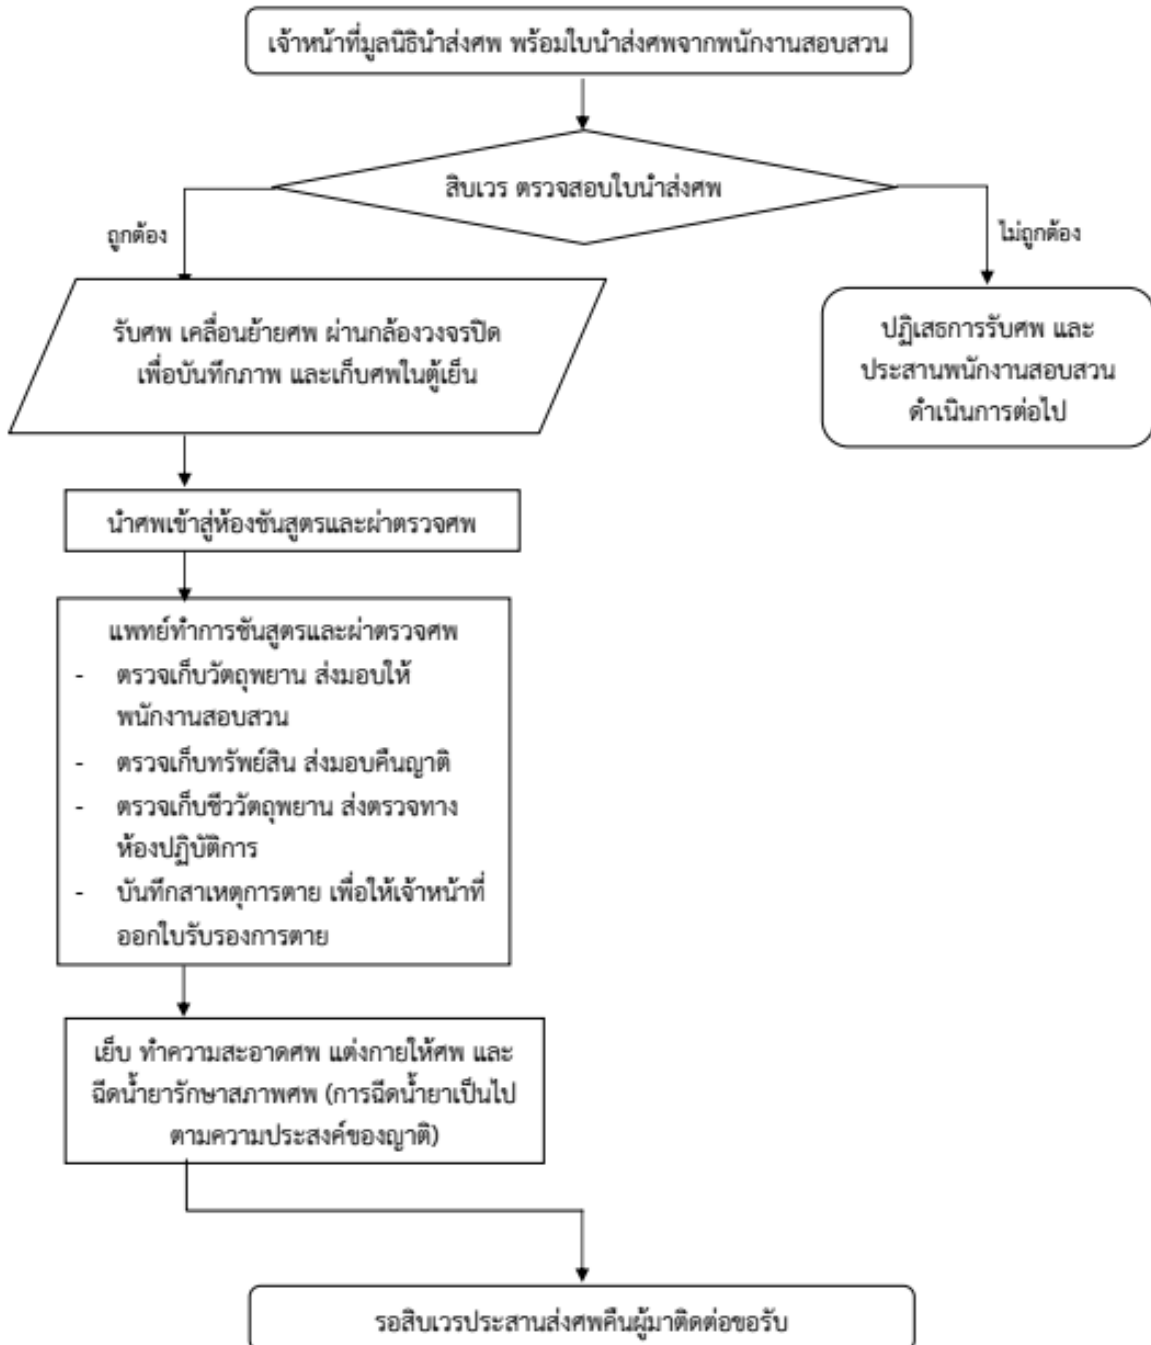 เจ้าหน้าที่มูลนิธินำส่งศพ พร้อมใบนำส่งศพจากพนักงานสอบสวน
สิบเวร ตรวจสอบใบนำส่งศพ
ถูกต้อง
ไม่ถูกต้อง
รับศพ เคลื่อนย้ายศพ ผ่านกล้องวงจรปิด
เพื่อบันทึกภาพ และเก็บศพในตู้เย็น
ปฏิเสธการรับศพ และ
ประสานพนักงานสอบสวน
ดำเนินการต่อไป
นำศพเข้าสู่ห้องชันสูตรและผ่าตรวจศพ
แพทย์ทำการชันสูตรและผ่าตรวจศพ
- ตรวจเก็บวัตถุพยาน ส่งมอบให้
พนักงานสอบสวน
- ตรวจเก็บทรัพย์สิน ส่งมอบคืนญาติ
- ตรวจเก็บชีววัตถุพยาน ส่งตรวจทาง
ห้องปฏิบัติการ
- บันทึกสาเหตุการตาย เพื่อให้เจ้าหน้าที่
ออกใบรับรองการตาย
เย็บ ทำความสะอาดศพ แต่งกายให้ศพ และ
ฉีดน้ำยารักษาสภาพศพ (การฉีดน้ำยาเป็นไป
ตามความประสงค์ของญาติ)
รอสิบเวรประสานส่งศพคืนผู้มาติดต่อขอรับ